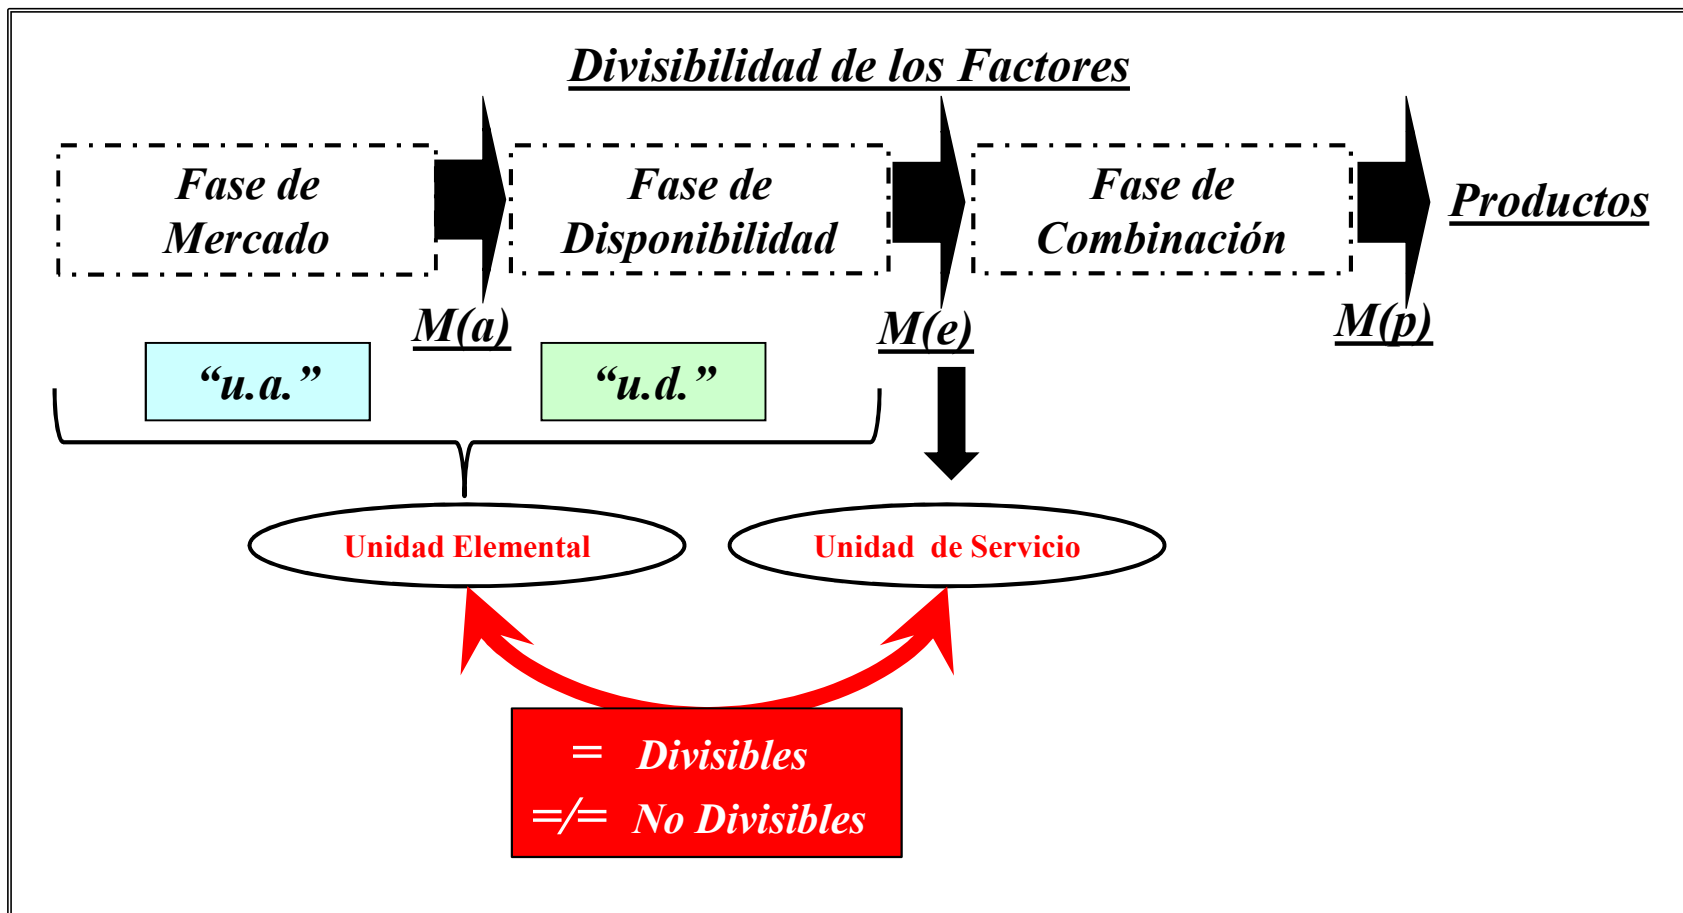 Divisibilidad de los Factores
Fase de
Mercado
Fase de
Disponibilidad
Fase de
Combinación
Productos
M(a)
M(e)
M(p)
“u.a.”
“u.d.”
Unidad Elemental
Unidad de Servicio
= Divisibles
=/= No Divisibles